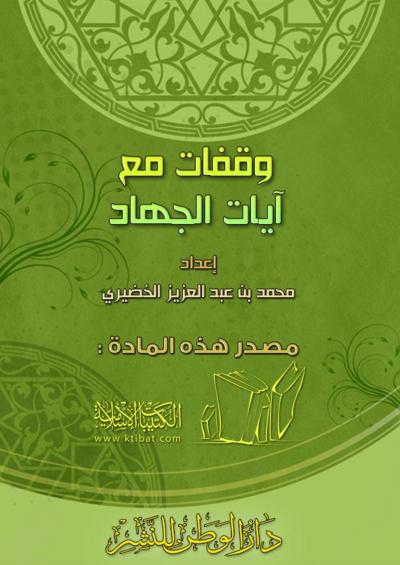 وقفات مع
آيات الجهاد
إعداد
محمد بن عبد العزيز الخضيري
مصدر هذه المادة :
الكتيبات الإسلامية
www.ktibat.com
دار الوطن للنشر